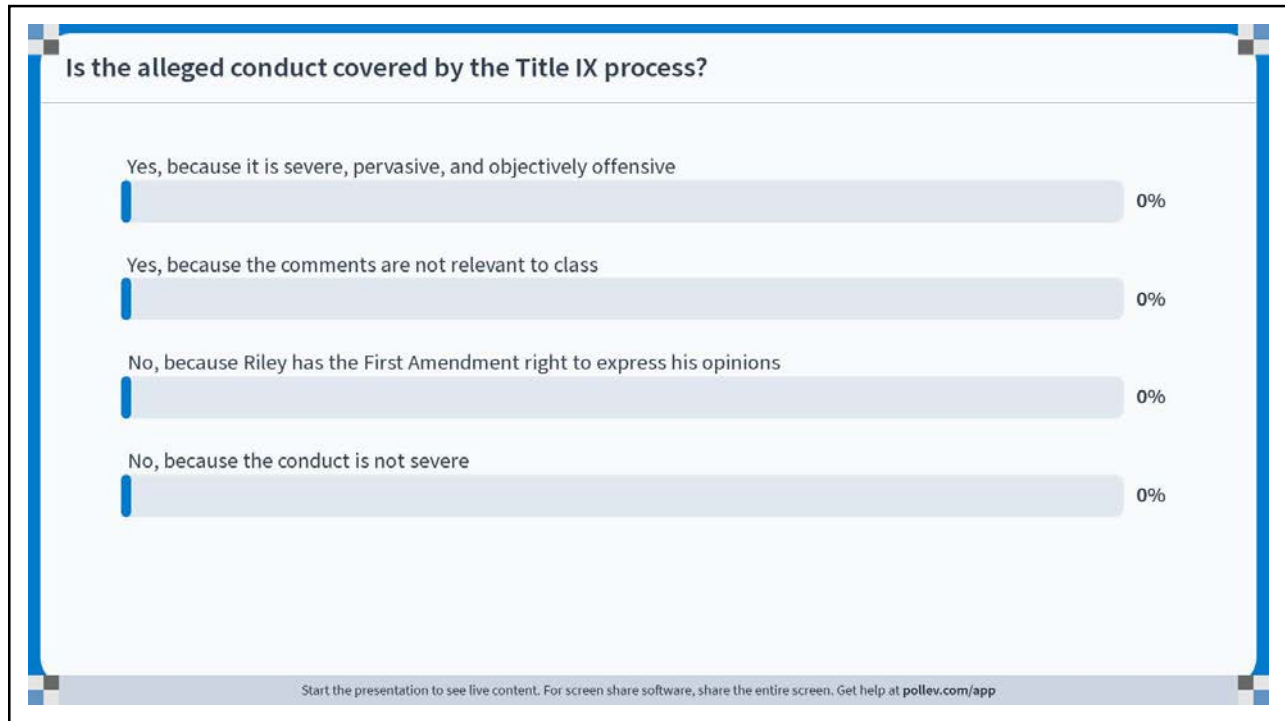 Is the alleged conduct covered by the Title IX process?
Yes, because it is severe, pervasive, and objectively offensive
0%
Yes, because the comments are not relevant to class
0%
No, because Riley has the First Amendment right to express his opinions
0%
No, because the conduct is not severe
0%
Start the presentation to see live content. For screen share software, share the entire screen. Get help at pollev.com/app